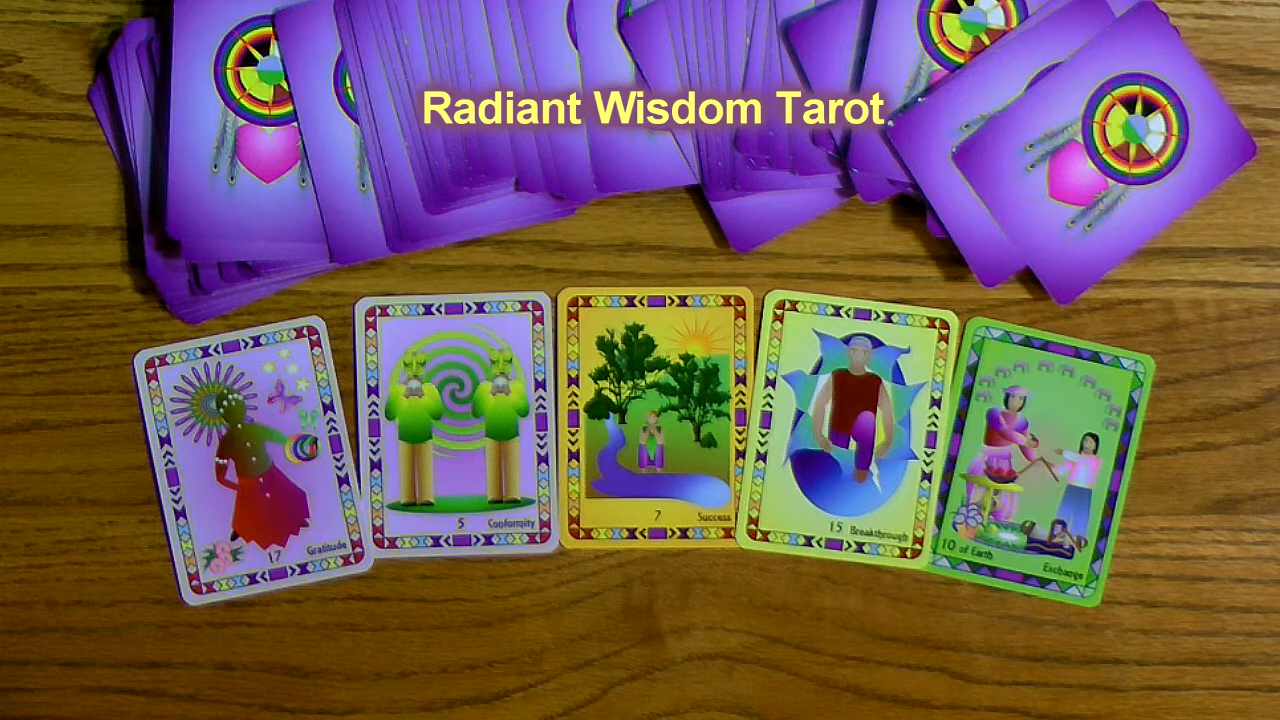 Radiant Wisdom Tarot
17 Gratitude
5 Conformity
7 Success
15 Breakthrough
10 of Earth
Exchange